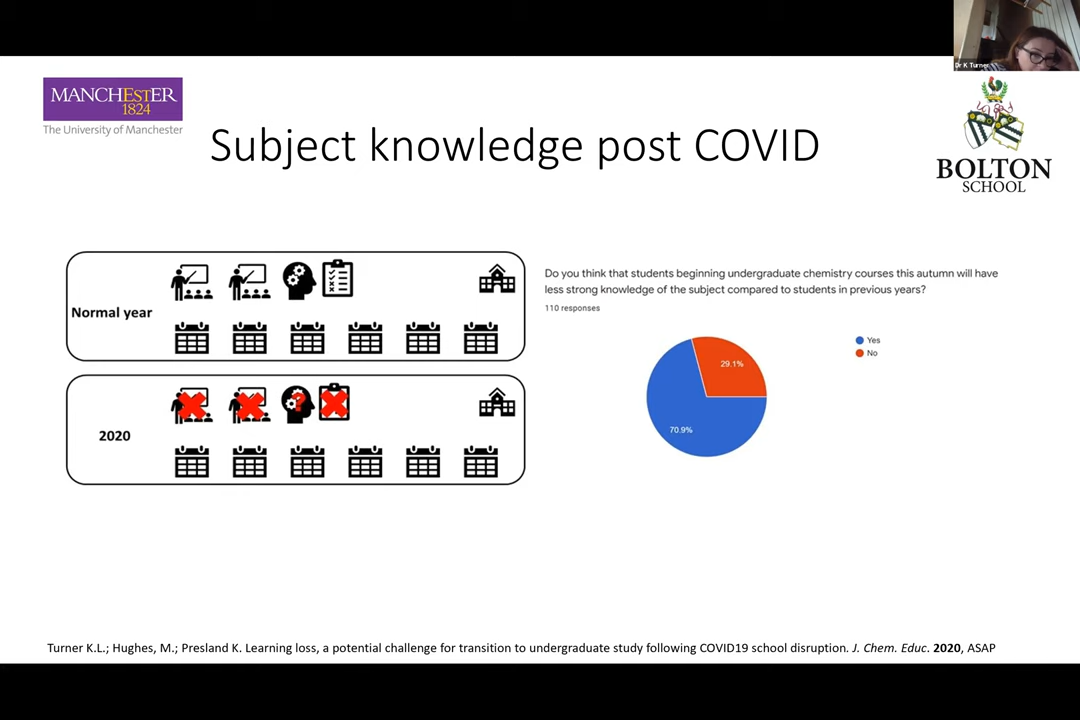 Dr K Turner
MANCHESTER
1824
The University of Manchester
Subject knowledge post COVID
BOLTON
SCHOOL
Normal year
2020
Do you think that students beginning undergraduate chemistry courses this autumn will have
less strong knowledge of the subject compared to students in previous years?
110 responses
Yes
No
29.1%
70.9%
?
Turner K.L.; Hughes, M.; Presland K. Learning loss, a potential challenge for transition to undergraduate study following COVID19 school disruption. J. Chem. Educ. 2020, ASAP